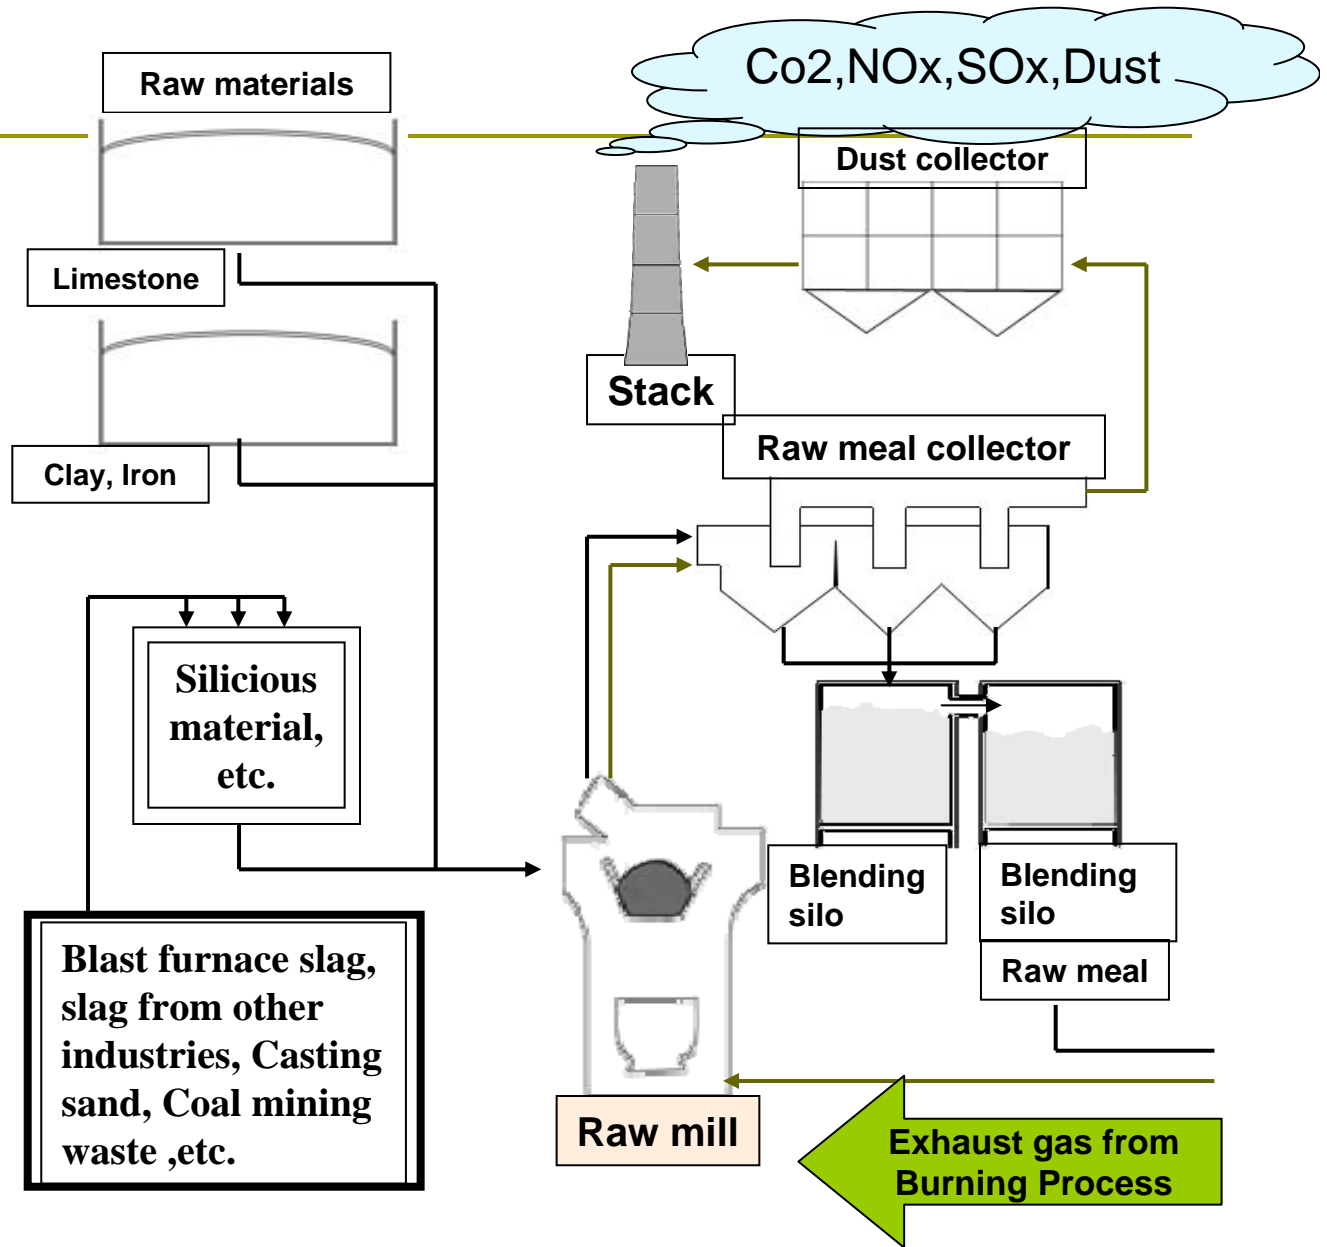 Raw materials
Co2,NOx,SOx,Dust
Dust collector
Limestone
Stack
Raw meal collector
Clay, Iron
Silicious
material,
etc.
Blending
silo
Blending
silo
Raw meal
Blast furnace slag,
slag from other
industries, Casting
sand, Coal mining
waste ,etc.
Raw mill
Exhaust gas from
Burning Process